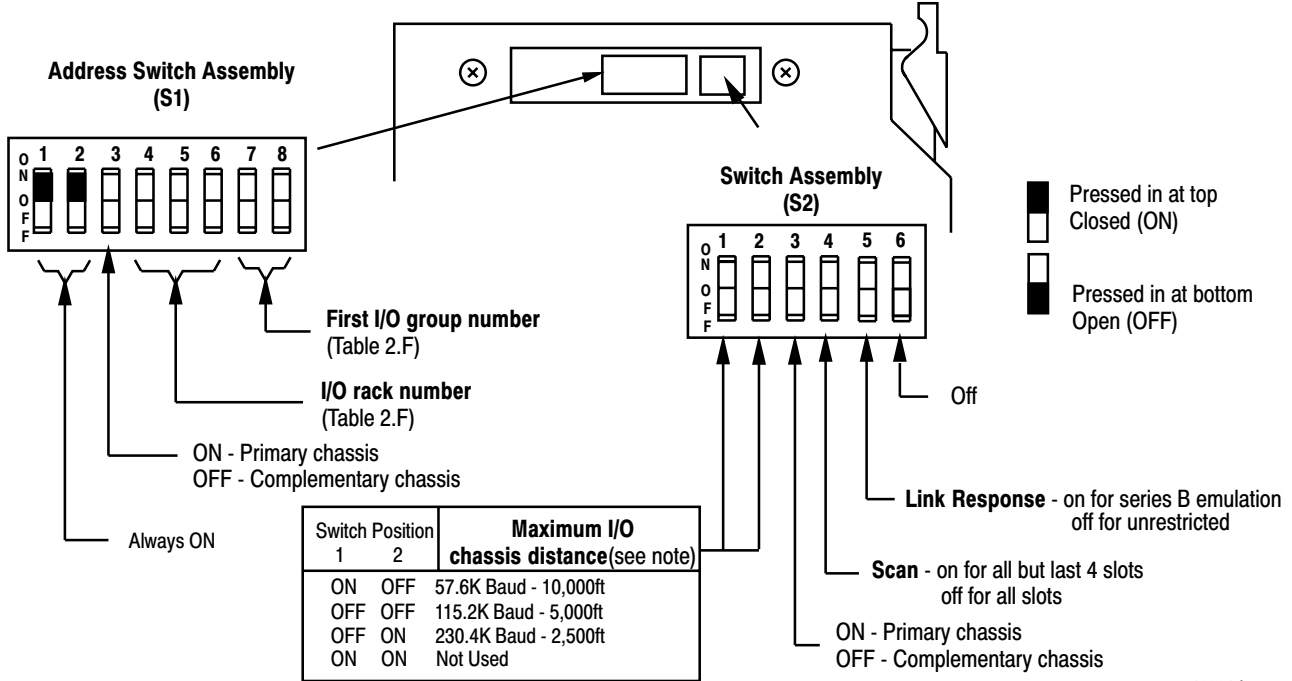 Address Switch Assembly
(S1)
1 2 3 4 5 6 7 8
ON
OFF
First I/O group number
(Table 2.F)
I/O rack number
(Table 2.F)
ON - Primary chassis
OFF - Complementary chassis
Always ON
Switch Assembly
(S2)
1 2 3 4 5 6
ON
OFF
Pressed in at top
Closed (ON)
Pressed in at bottom
Open (OFF)
Off
Link Response - on for series B emulation
off for unrestricted
Scan - on for all but last 4 slots
off for all slots
ON - Primary chassis
OFF - Complementary chassis
Switch Position Maximum I/O
1 2 chassis distance(see note)
ON OFF 57.6K Baud - 10,000ft
OFF OFF 115.2K Baud - 5,000ft
OFF ON 230.4K Baud - 2,500ft
ON ON Not Used